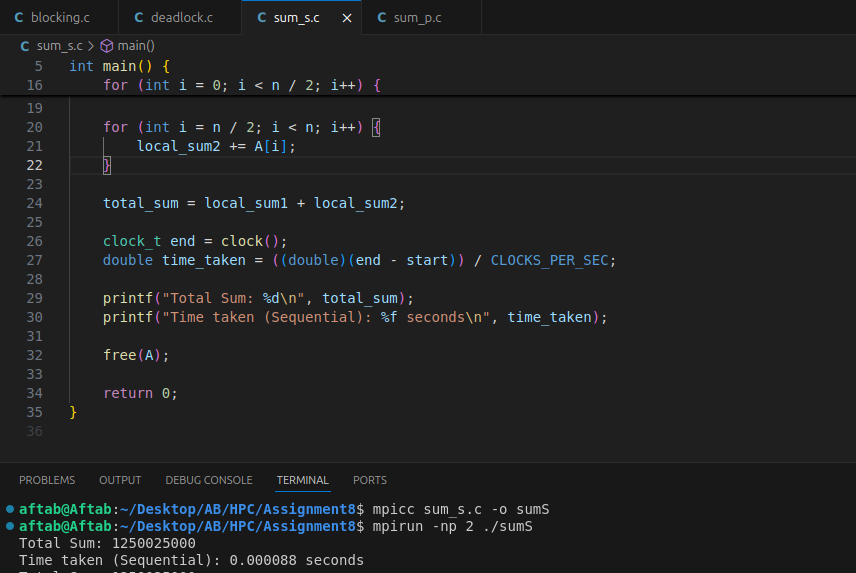 C blocking.c C deadlock.c C sum_s.c × C sum_p.c
C sum_s.c > main()
5 int main() {
16 for (int i = 0; i < n / 2; i++) {
19
20 for (int i = n / 2; i < n; i++) {
21 local_sum2 += A[i];
22 }
23
24 total_sum = local_sum1 + local_sum2;
25
26 clock_t end = clock();
27 double time_taken = ((double)(end - start)) / CLOCKS_PER_SEC;
28
29 printf("Total Sum: %d\n", total_sum);
30 printf("Time taken (Sequential): %f seconds\n", time_taken);
31
32 free(A);
33
34 return 0;
35 }
36
PROBLEMS OUTPUT DEBUG CONSOLE TERMINAL PORTS
aftab@Aftab:~/Desktop/AB/HPC/Assignment8$ mpicc sum_s.c -o sumS
aftab@Aftab:~/Desktop/AB/HPC/Assignment8$ mpirun -np 2 ./sumS
Total Sum: 1250025000
Time taken (Sequential): 0.000088 seconds